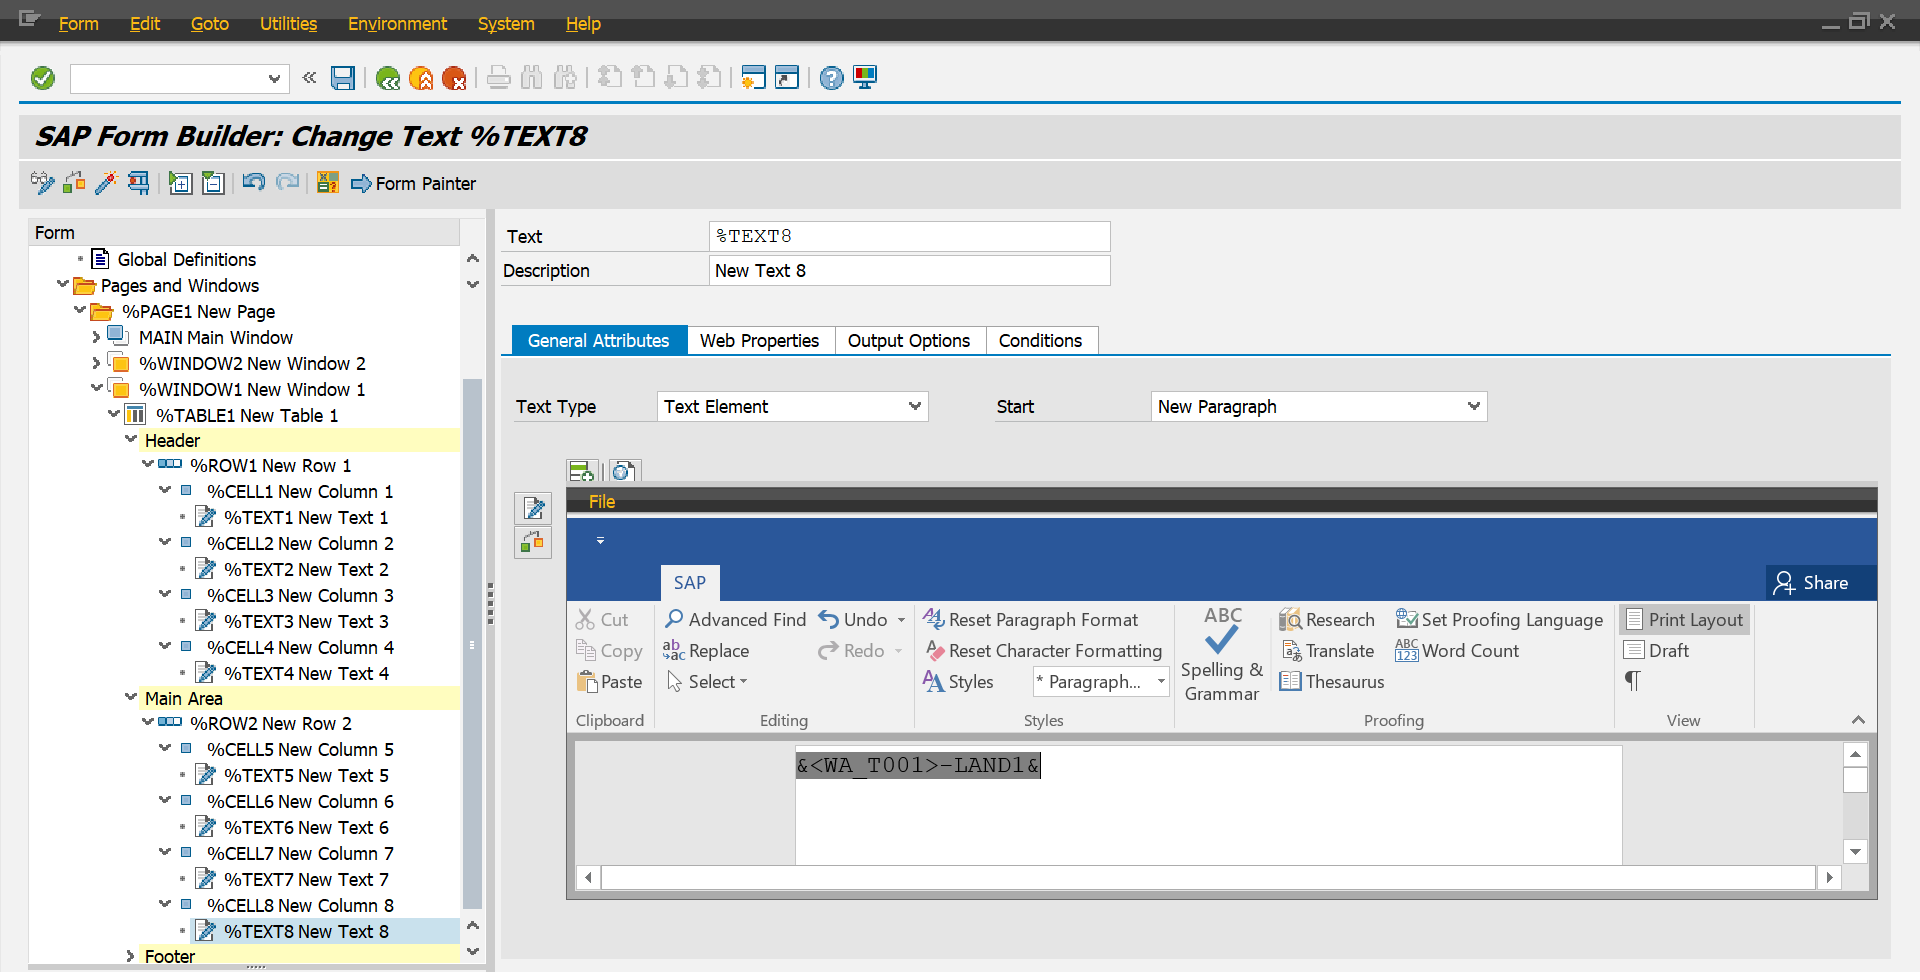 Form Edit Goto Utilities Environment System Help
SAP Form Builder: Change Text %TEXT8
Form Painter
Form
Global Definitions
Pages and Windows
%PAGE1 New Page
MAIN Main Window
%WINDOW2 New Window 2
%WINDOW1 New Window 1
%TABLE1 New Table 1
Header
%ROW1 New Row 1
%CELL1 New Column 1
%TEXT1 New Text 1
%CELL2 New Column 2
%TEXT2 New Text 2
%CELL3 New Column 3
%TEXT3 New Text 3
%CELL4 New Column 4
%TEXT4 New Text 4
Main Area
%ROW2 New Row 2
%CELL5 New Column 5
%TEXT5 New Text 5
%CELL6 New Column 6
%TEXT6 New Text 6
%CELL7 New Column 7
%TEXT7 New Text 7
%CELL8 New Column 8
%TEXT8 New Text 8
Footer
Text %TEXT8
Description New Text 8
General Attributes Web Properties Output Options Conditions
Text Type Text Element Start New Paragraph
File
SAP Share
Cut Advanced Find Undo Reset Paragraph Format ABC Research Set Proofing Language Print Layout
Copy ab ac Replace Redo Reset Character Formatting Spelling & Translate ABC 123 Word Count Draft
Paste Select Styles * Paragraph... Grammar Thesaurus ¶
Clipboard Editing Styles Proofing View
&<WA_T001>-LAND1&